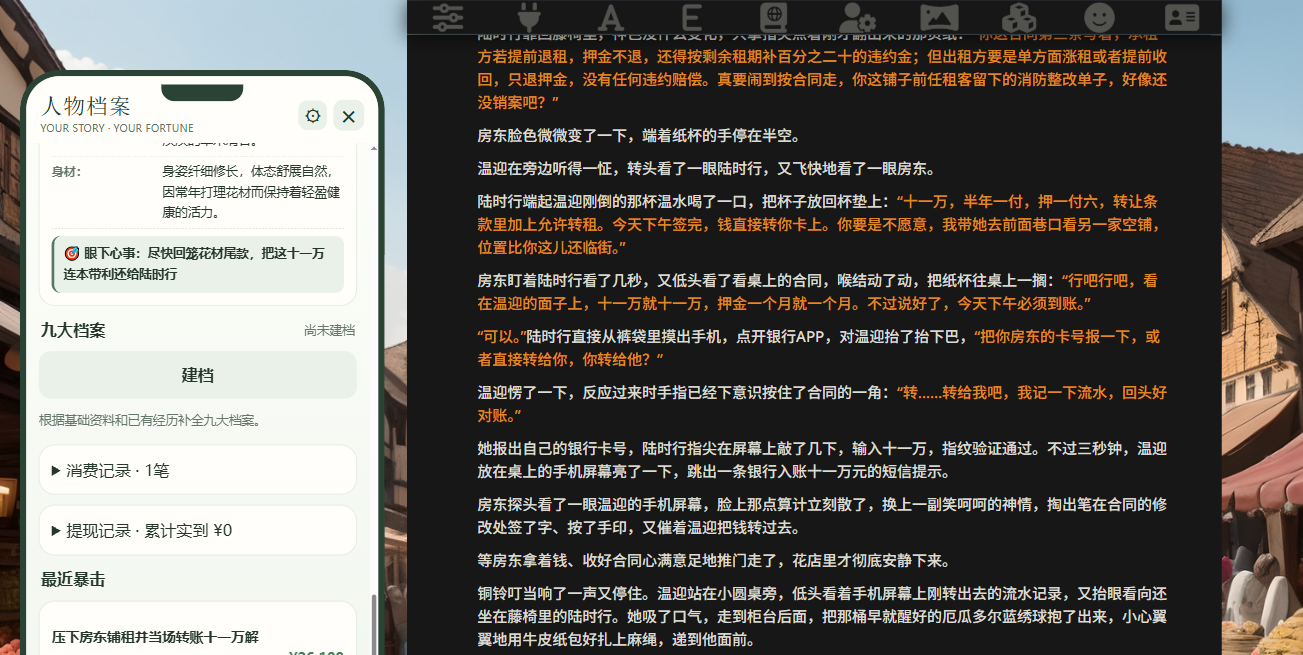 人物档案
YOUR STORY · YOUR FORTUNE
身材：
身姿纤细修长，体态舒展自然，
因常年打理花材而保持着轻盈健
康的活力。
🎯 眼下心事：尽快回笼花材尾款，把这十一万
连本带利还给陆时行
九大档案
尚未建档
建档
根据基础资料和已有经历补全九大档案。
▶ 消费记录 · 1笔
▶ 提现记录 · 累计实到 ¥0
最近暴击
压下房东铺租并当场转账十一万解
方若提前退租，押金不退，还得按剩余租期补百分之二十的违约金；但出租方要是单方面涨租或者提前收
回，只退押金，没有任何违约赔偿。真要闹到按合同走，你这铺子前任租客留下的消防整改单子，好像还
没销案吧？”
房东脸色微微变了一下，端着纸杯的手停在半空。
温迎在旁边听得一怔，转头看了一眼陆时行，又飞快地看了一眼房东。
陆时行端起温迎刚倒的那杯温水喝了一口，把杯子放回杯垫上：“十一万，半年一付，押一付六，转让条
款里加上允许转租。今天下午签完，钱直接转你卡上。你要是不愿意，我带她去前面巷口看另一家空铺，
位置比你这儿还临街。”
房东盯着陆时行看了几秒，又低头看了看桌上的合同，喉结动了动，把纸杯往桌上一搁：“行吧行吧，看
在温迎的面子上，十一万就十一万，押金一个月就一个月。不过说好了，今天下午必须到账。”
“可以。”陆时行直接从裤袋里摸出手机，点开银行APP，对温迎抬了抬下巴，“把你房东的卡号报一下，或
者直接转给你，你转给他？”
温迎愣了一下，反应过来时手指已经下意识按住了合同的一角：“转……转给我吧，我记一下流水，回头好
对账。”
她报出自己的银行卡号，陆时行指尖在屏幕上敲了几下，输入十一万，指纹验证通过。不过三秒钟，温迎
放在桌上的手机屏幕亮了一下，跳出一条银行入账十一万元的短信提示。
房东探头看了一眼温迎的手机屏幕，脸上那点算计立刻散了，换上一副笑呵呵的神情，掏出笔在合同的修
改处签了字、按了手印，又催着温迎把钱转过去。
等房东拿着钱、收好合同心满意足地推门走了，花店里才彻底安静下来。
铜铃叮当响了一声又停住。温迎站在小圆桌旁，低头看着手机屏幕上刚转出去的流水记录，又抬眼看向还
坐在藤椅里的陆时行。她吸了口气，走到柜台后面，把那桶早就醒好的厄瓜多尔蓝绣球抱了出来，小心翼
翼地用牛皮纸包好扎上麻绳，递到他面前。